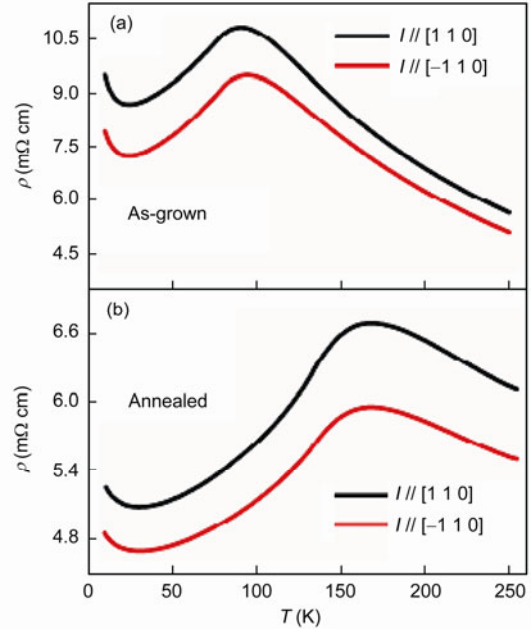 (a)
I // [1 1 0]
I // [−1 1 0]
10.5
9.0
7.5
6.0
4.5
ρ (mΩ cm)
As-grown
(b)
6.6
6.0
5.4
4.8
ρ (mΩ cm)
Annealed
I // [1 1 0]
I // [−1 1 0]
0 50 100 150 200 250
T (K)